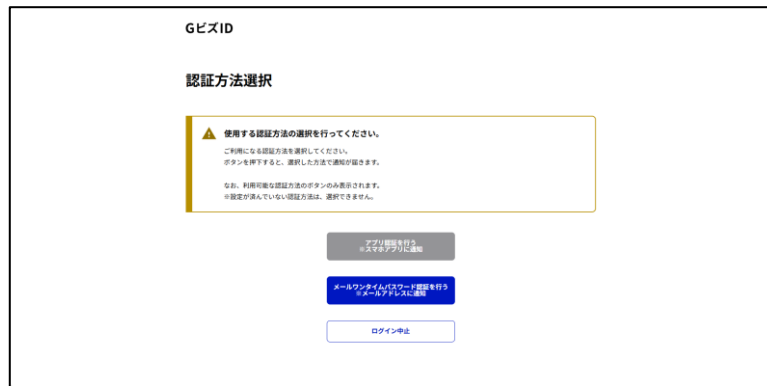 GビズID
認証方法選択
使用する認証方法の選択を行ってください。
ご利用になる認証方法を選択してください。
ボタンを押下すると、選択した方法で通知が届きます。
なお、利用可能な認証方法のボタンのみ表示されます。
※設定が済んでいない認証方法は、選択できません。
アプリ認証を行う
※スマホアプリに通知
メールワンタイムパスワード認証を行う
※メールアドレスに通知
ログイン中止